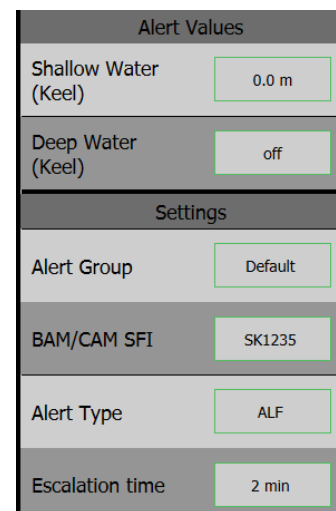 Alert Values
Shallow Water
(Keel)
0.0 m
Deep Water
(Keel)
off
Settings
Alert Group
Default
BAM/CAM SFI
SK1235
Alert Type
ALF
Escalation time
2 min